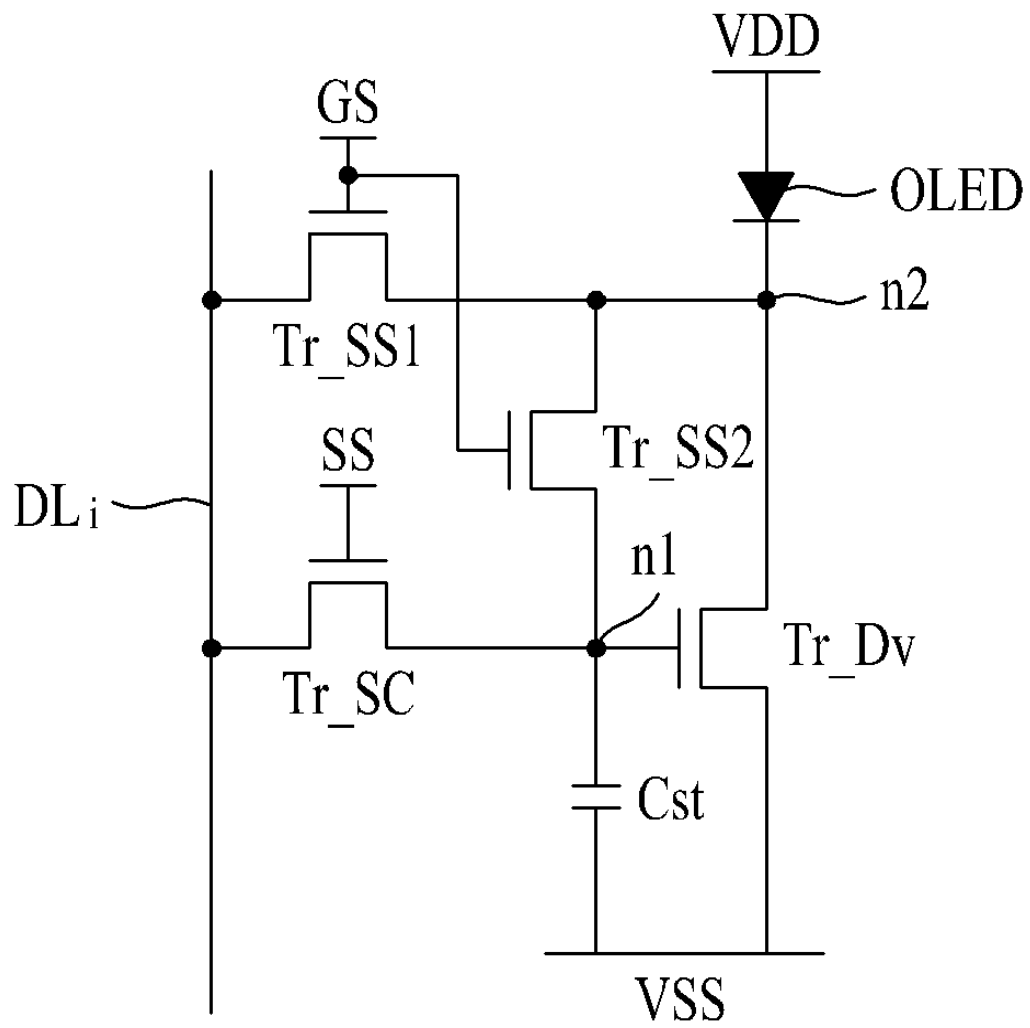 VDD
GS
OLED
n2
Tr_SS1
SS
Tr_SS2
DLi
n1
Tr_Dv
Tr_SC
Cst
VSS